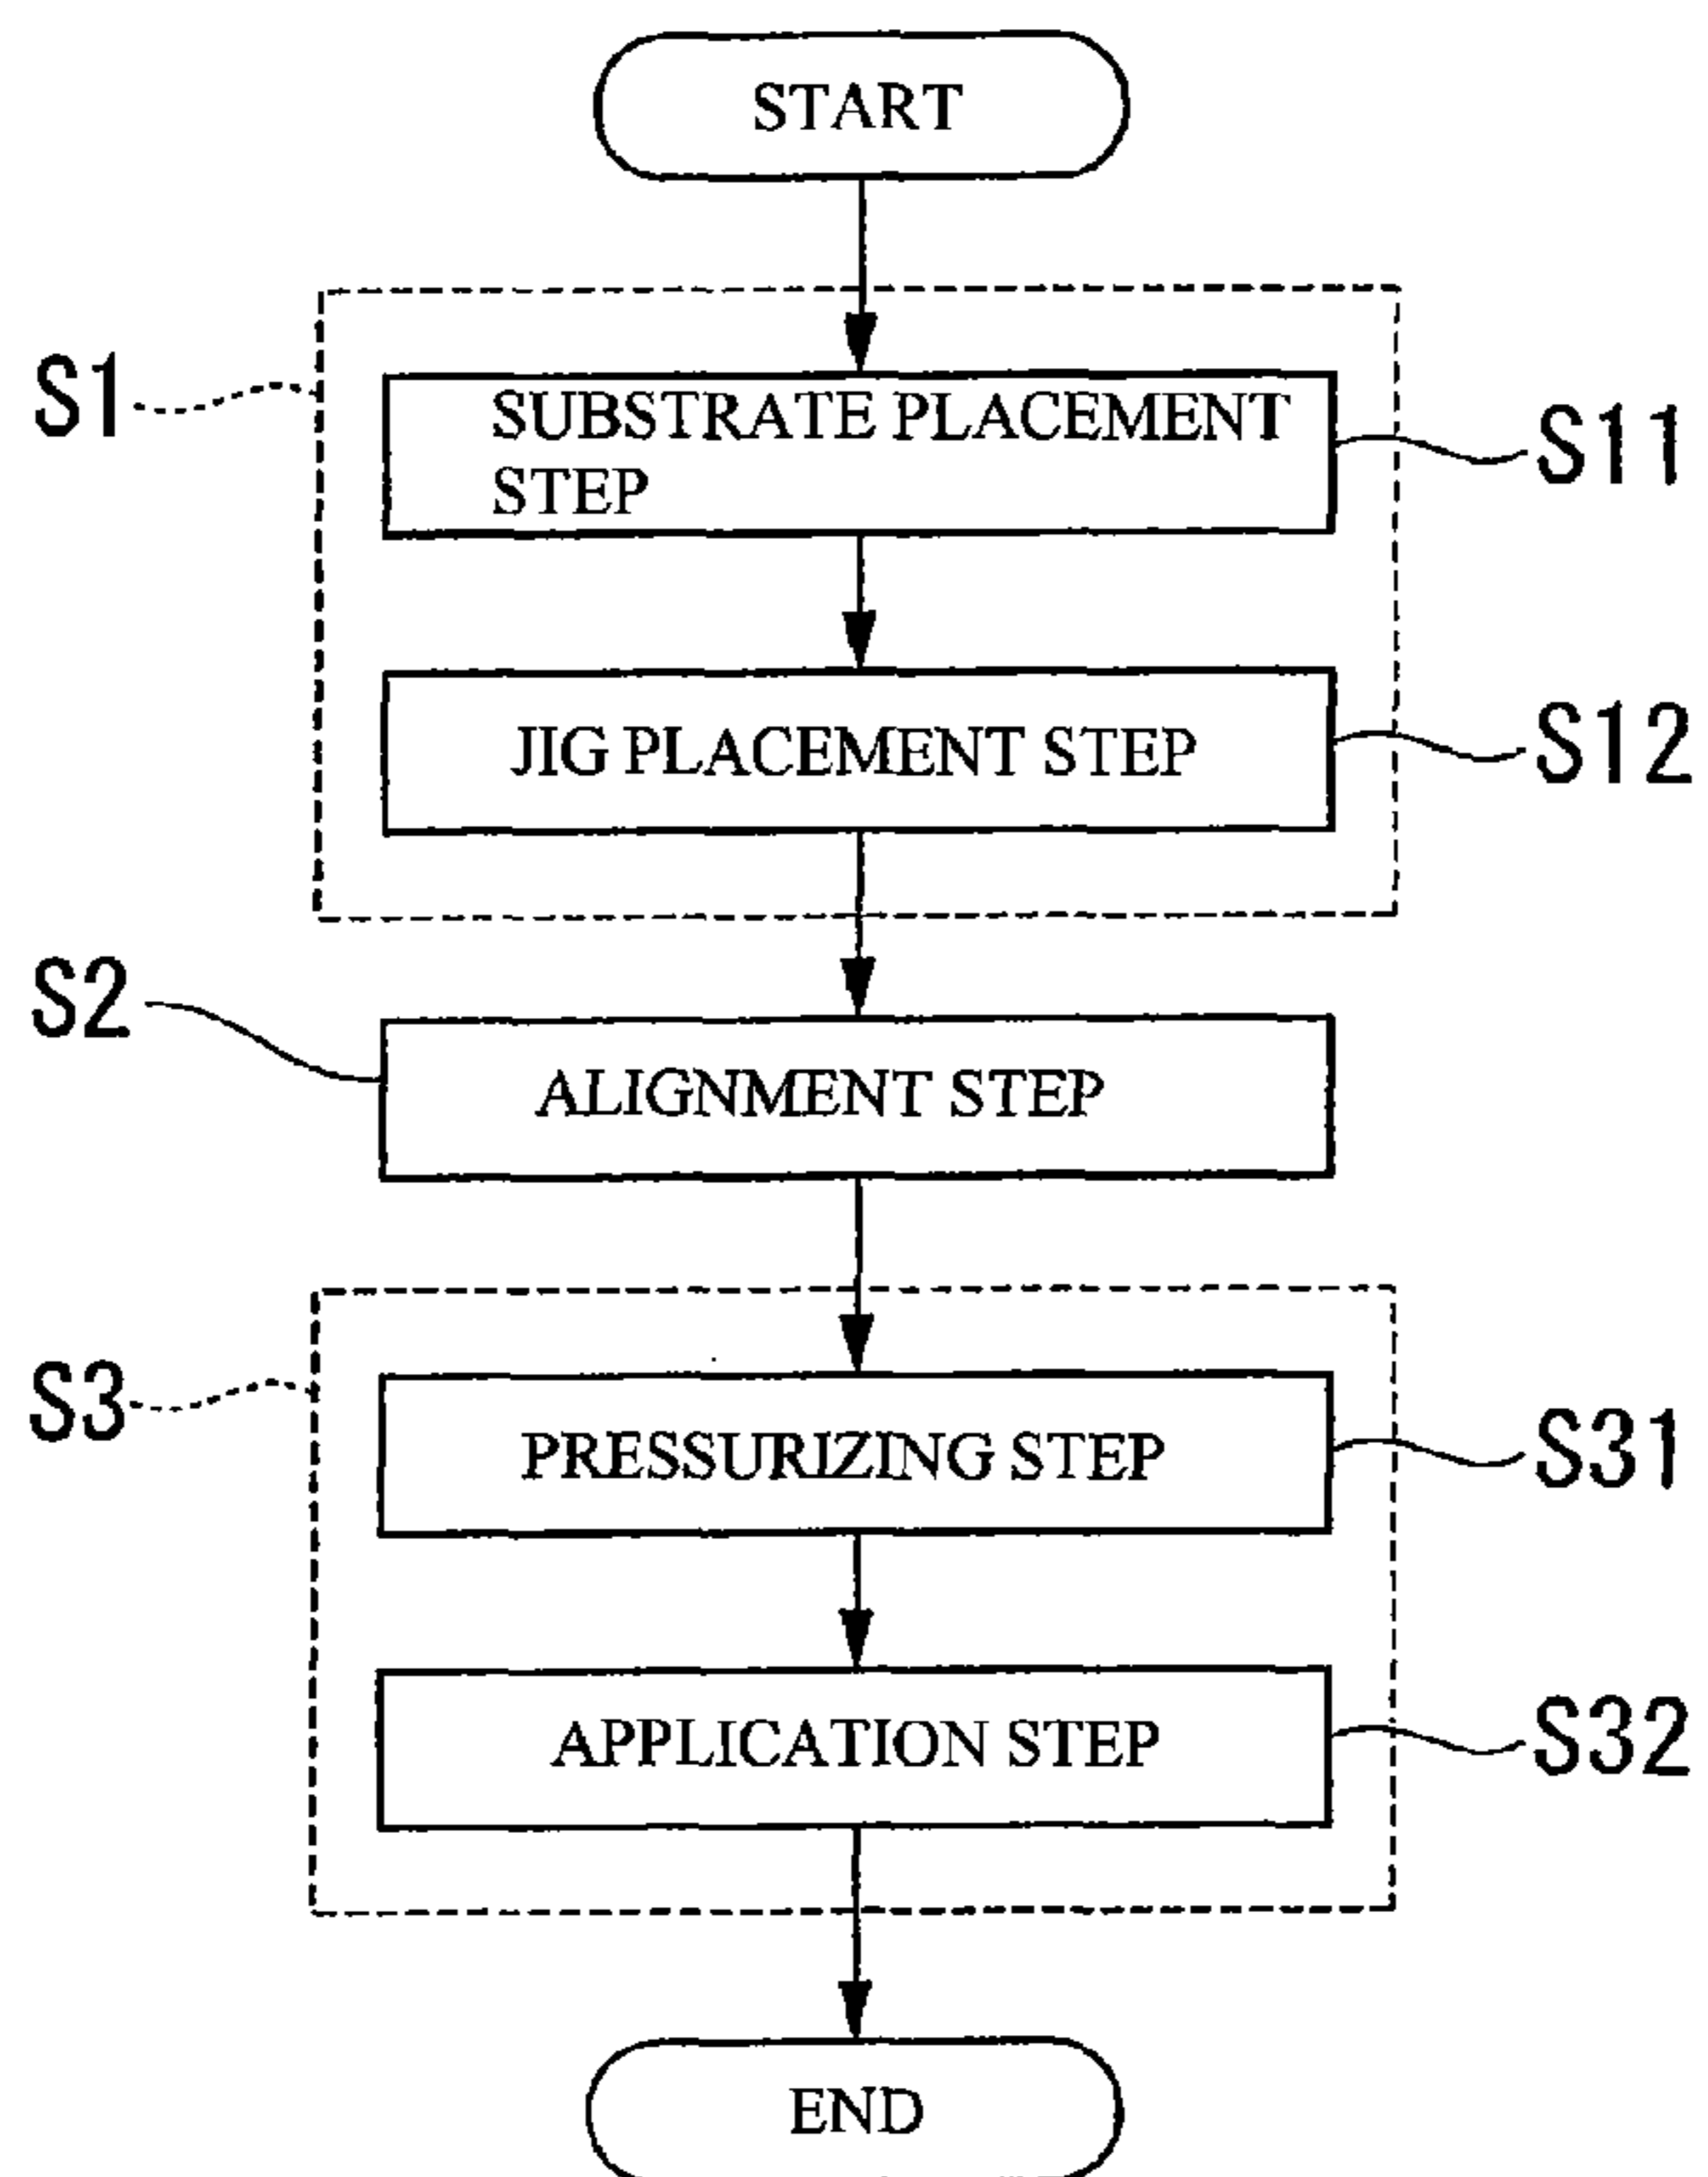 START
S1
SUBSTRATE PLACEMENT
STEP
S11
JIG PLACEMENT STEP
S12
S2
ALIGNMENT STEP
S3
PRESSURIZING STEP
S31
APPLICATION STEP
S32
END